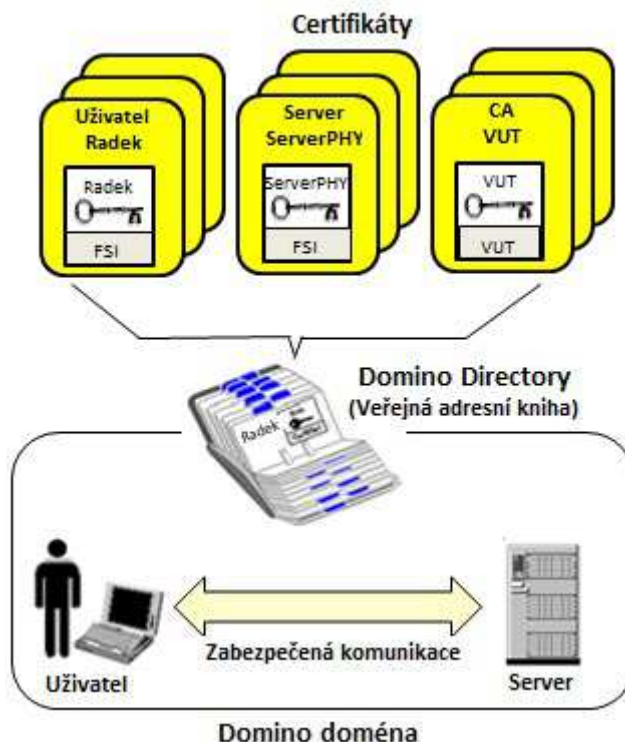 Certifikáty
Uživatel
Radek
Radek
FSI
Server
ServerPHY
ServerPHY
FSI
CA
VUT
VUT
VUT
Domino Directory
(Veřejná adresní kniha)
Radek
Zabezpečená komunikace
Uživatel
Server
Domino doména